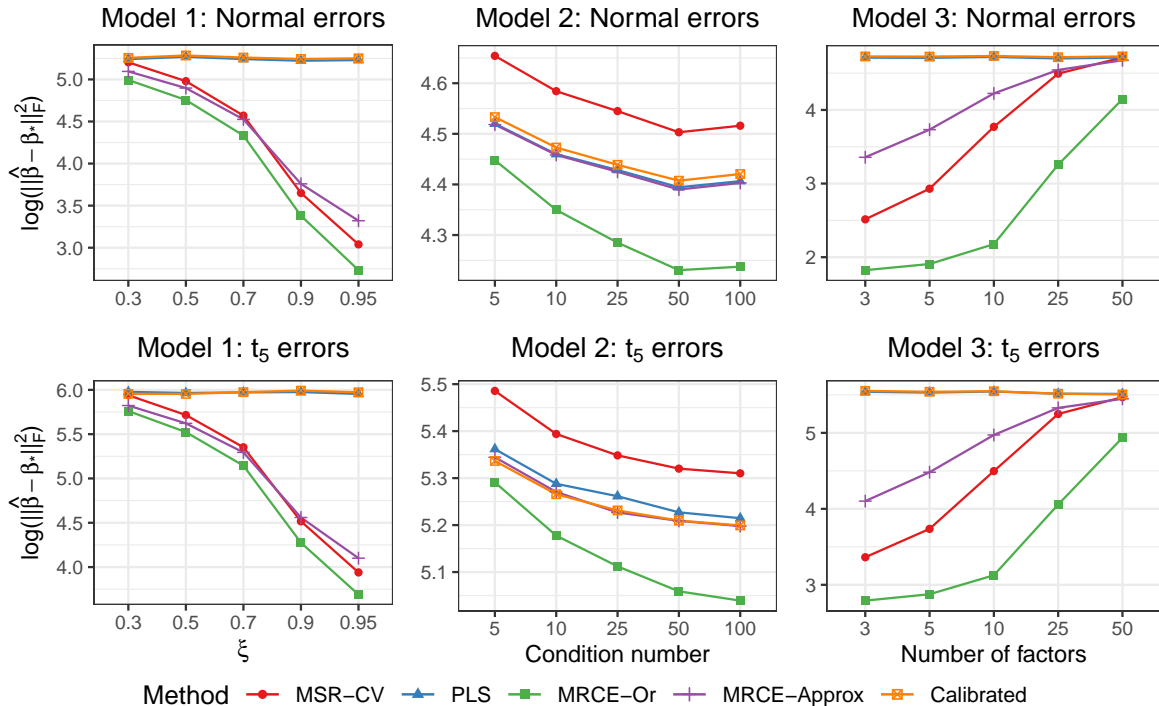 Model 1: Normal errors
Model 2: Normal errors
Model 3: Normal errors
log(||β̂ − β*||²F)
5.0
4.5
4.0
3.5
3.0
0.3 0.5 0.7 0.9 0.95
4.6
4.5
4.4
4.3
5 10 25 50 100
4
3
2
3 5 10 25 50
Model 1: t₅ errors
Model 2: t₅ errors
Model 3: t₅ errors
log(||β̂ − β*||²F)
6.0
5.5
5.0
4.5
4.0
0.3 0.5 0.7 0.9 0.95
ξ
5.5
5.4
5.3
5.2
5.1
5 10 25 50 100
Condition number
5
4
3
3 5 10 25 50
Number of factors
Method MSR−CV PLS MRCE−Or MRCE−Approx Calibrated